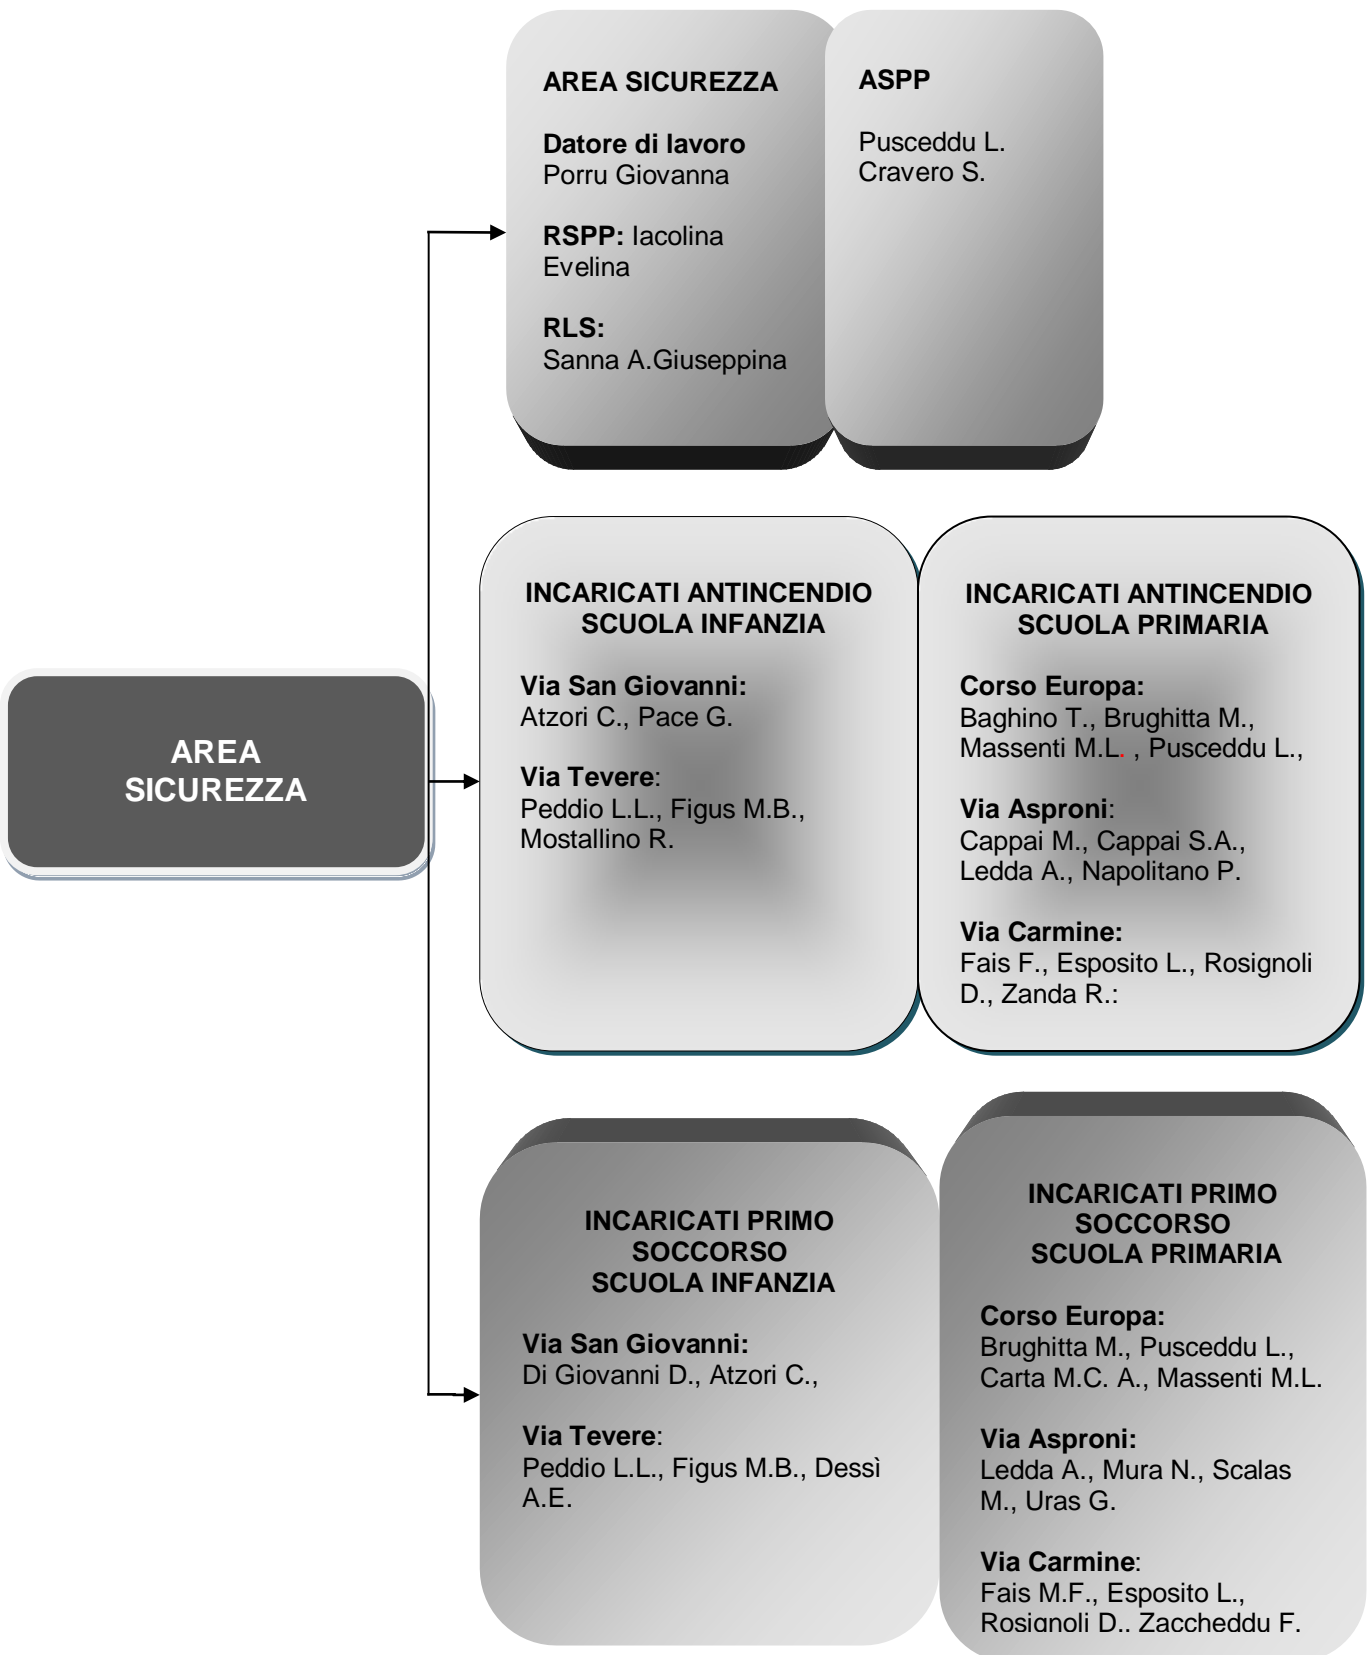 AREA SICUREZZA
Datore di lavoro
Porru Giovanna
RSPP: Iacolina
Evelina
RLS:
Sanna A.Giuseppina
ASPP
Pusceddu L.
Cravero S.
AREA
SICUREZZA
INCARICATI ANTINCENDIO
SCUOLA INFANZIA
Via San Giovanni:
Atzori C., Pace G.
Via Tevere:
Peddio L.L., Figus M.B.,
Mostallino R.
INCARICATI ANTINCENDIO
SCUOLA PRIMARIA
Corso Europa:
Baghino T., Brughitta M.,
Massenti M.L. , Pusceddu L.,
Via Asproni:
Cappai M., Cappai S.A.,
Ledda A., Napolitano P.
Via Carmine:
Fais F., Esposito L., Rosignoli
D., Zanda R.:
INCARICATI PRIMO
SOCCORSO
SCUOLA INFANZIA
Via San Giovanni:
Di Giovanni D., Atzori C.,
Via Tevere:
Peddio L.L., Figus M.B., Dessì
A.E.
INCARICATI PRIMO
SOCCORSO
SCUOLA PRIMARIA
Corso Europa:
Brughitta M., Pusceddu L.,
Carta M.C. A., Massenti M.L.
Via Asproni:
Ledda A., Mura N., Scalas
M., Uras G.
Via Carmine:
Fais M.F., Esposito L.,
Rosignoli D., Zaccheddu F.